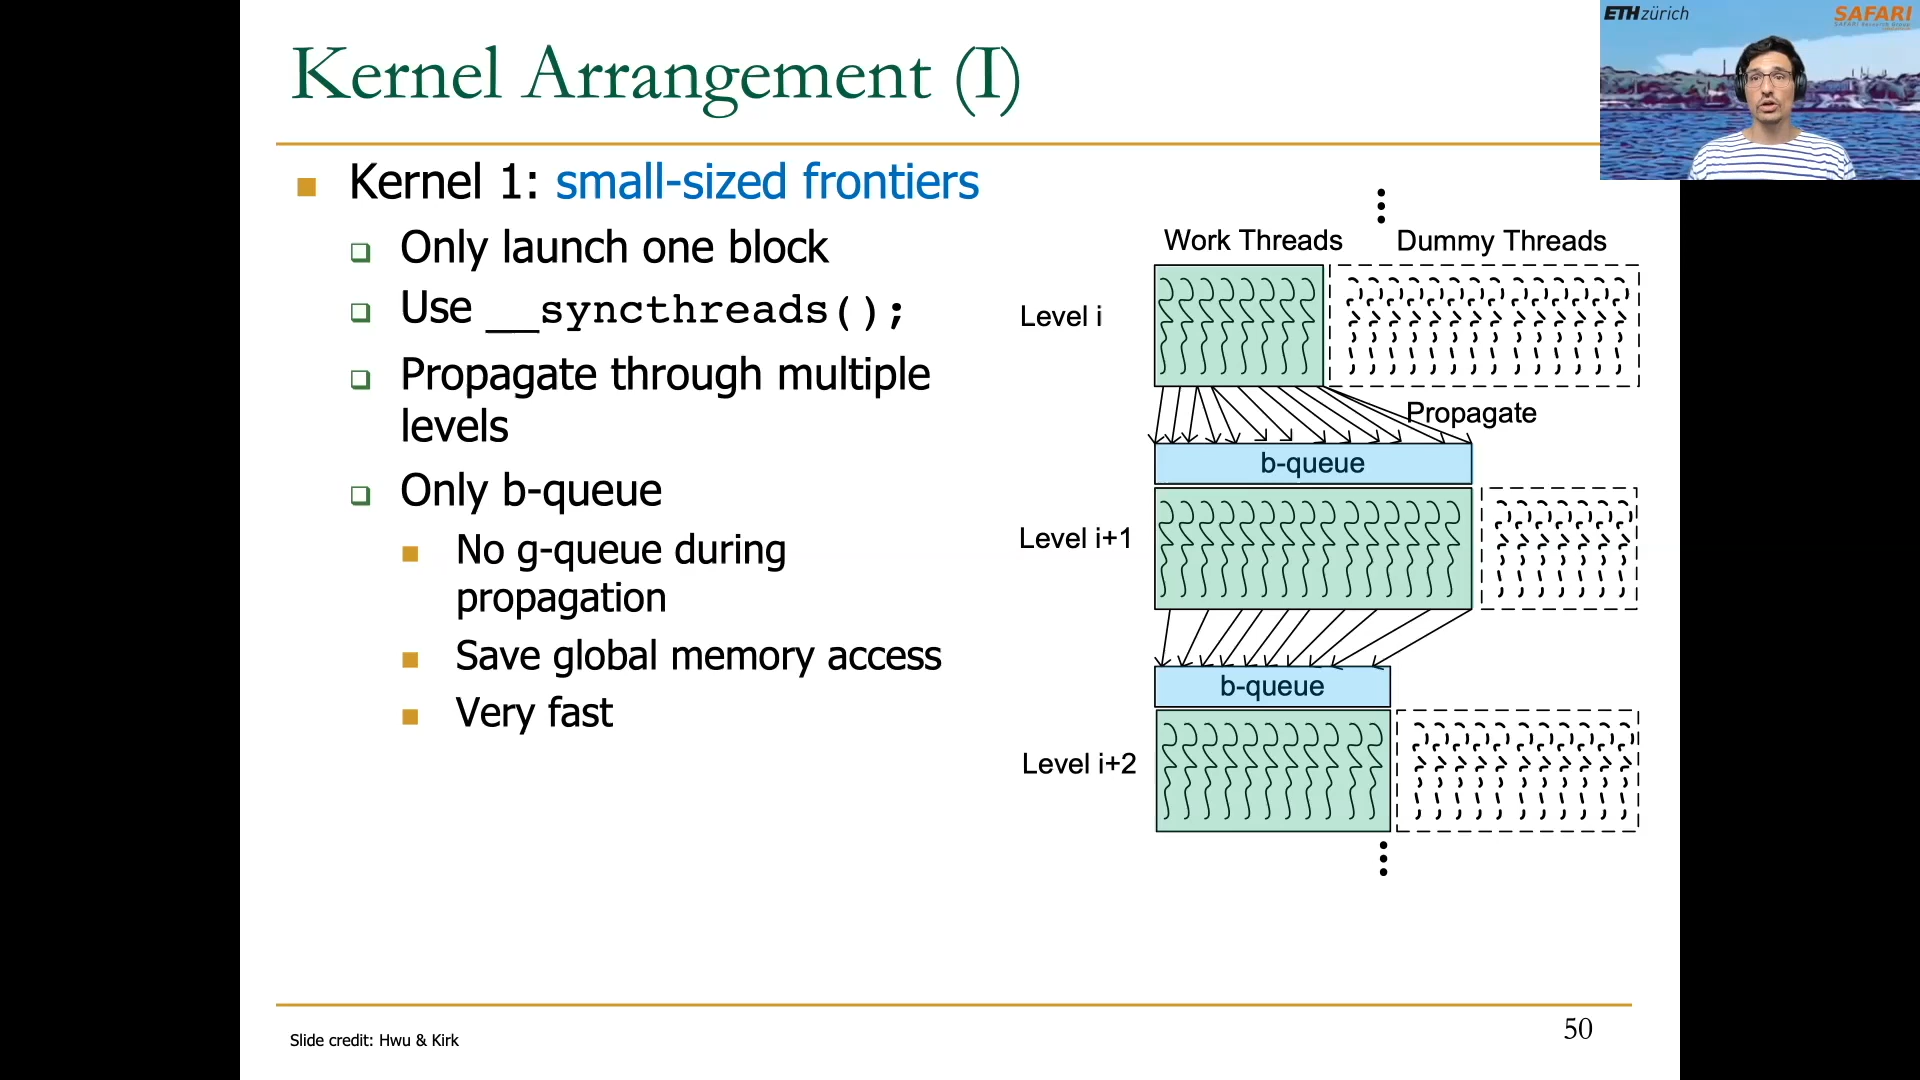 ETHzürich
SAFARI
Kernel Arrangement (I)
Kernel 1: small-sized frontiers
Only launch one block
Use __syncthreads();
Propagate through multiple
levels
Only b-queue
No g-queue during
propagation
Save global memory access
Very fast
Work Threads
Dummy Threads
Level i
Propagate
b-queue
Level i+1
b-queue
Level i+2
Slide credit: Hwu & Kirk
50